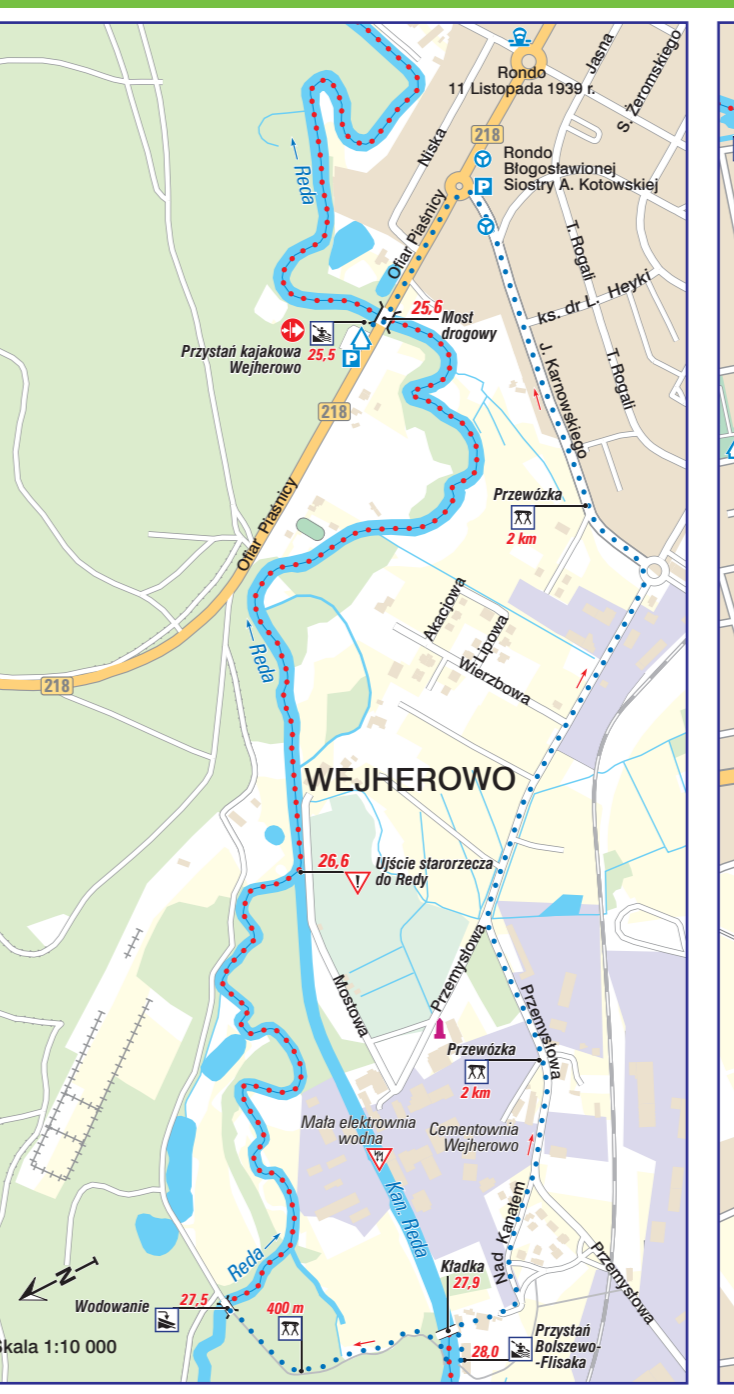 Rondo
11 Listopada 1939 r.
Jasna
S. Żeromskiego
Niska
218
Rondo
Błogosławionej
Siostry A. Kotowskiej
P
Reda
Ofiar Piaśnicy
T. Rogali
ks. dr L. Heyki
25,6
Most
drogowy
Przystań kajakowa
Wejherowo
25,5
P
J. Karnowskiego
T. Rogali
218
Ofiar Piaśnicy
Przewózka
2 km
Akacjowa
Lipowa
Wierzbowa
Reda
218
WEJHEROWO
26,6
Ujście starorzecza
do Redy
Mostowa
Przemysłowa
Przemysłowa
Przewózka
2 km
Mała elektrownia
wodna
Cementownia
Wejherowo
Kan. Reda
Nad Kanałem
Przemysłowa
Reda
N
Kładka
27,9
Wodowanie
27,5
400 m
Przystań
Bolszewo-
-Flisaka
28,0
Skala 1:10 000